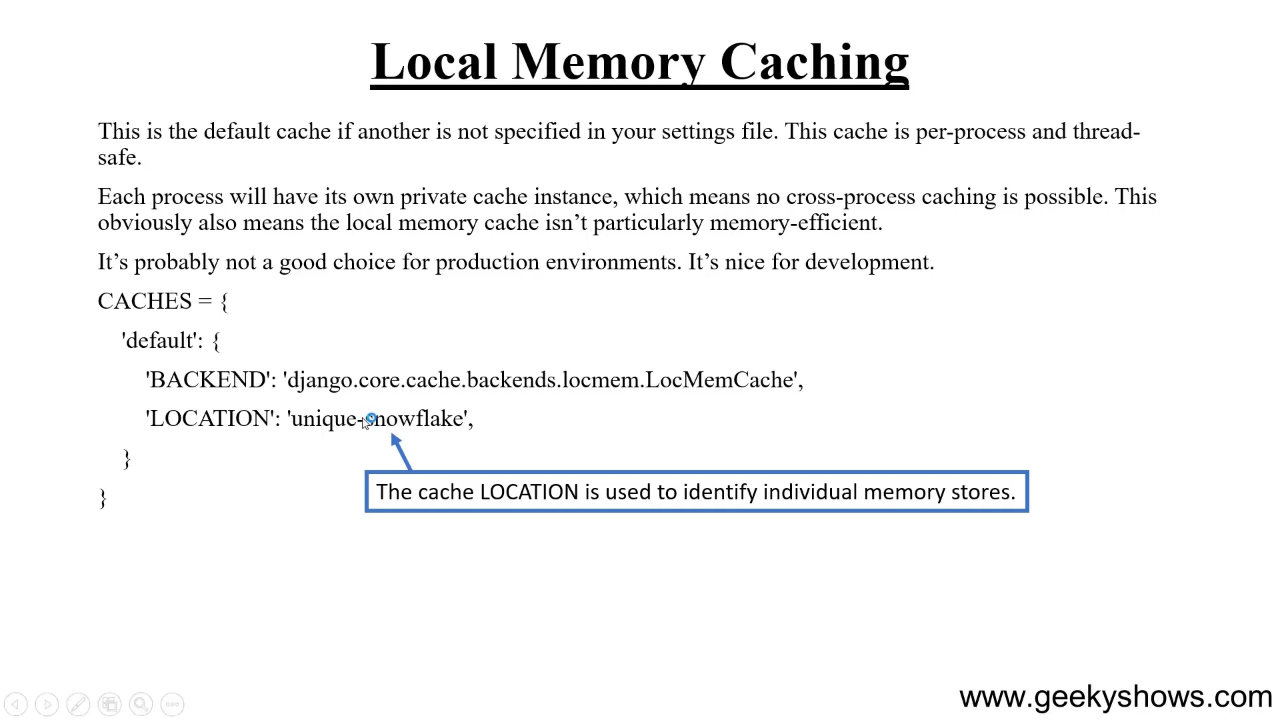 Local Memory Caching
This is the default cache if another is not specified in your settings file. This cache is per-process and thread-
safe.
Each process will have its own private cache instance, which means no cross-process caching is possible. This
obviously also means the local memory cache isn’t particularly memory-efficient.
It’s probably not a good choice for production environments. It’s nice for development.
CACHES = {
'default': {
'BACKEND': 'django.core.cache.backends.locmem.LocMemCache',
'LOCATION': 'unique-snowflake',
}
}
The cache LOCATION is used to identify individual memory stores.
www.geekyshows.com